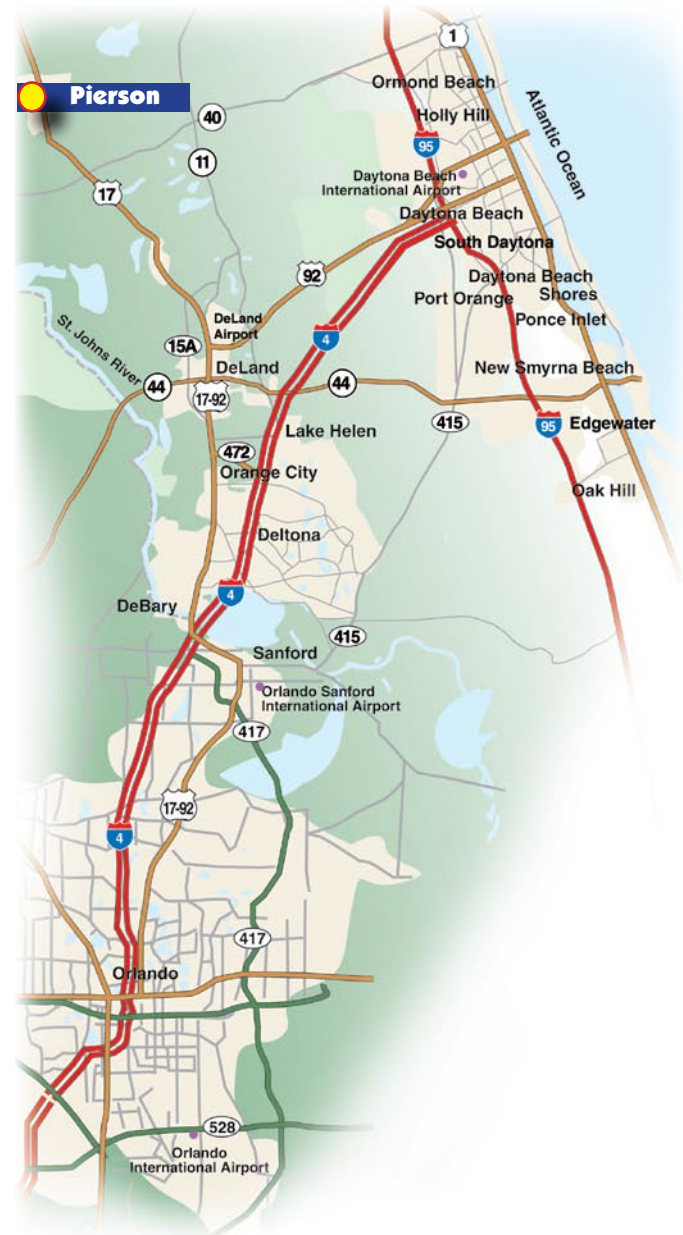 1
Ormond Beach
Pierson
Holly Hill
Atlantic Ocean
40
11
95
Daytona Beach
International Airport
17
Daytona Beach
South Daytona
92
Daytona Beach
Shores
Port Orange
Ponce Inlet
DeLand
Airport
St. Johns River
4
15A
DeLand
New Smyrna Beach
44
44
17-92
415
95
Edgewater
Lake Helen
472
Orange City
Oak Hill
Deltona
4
DeBary
415
Sanford
Orlando Sanford
International Airport
417
17-92
4
417
Orlando
528
Orlando
International Airport